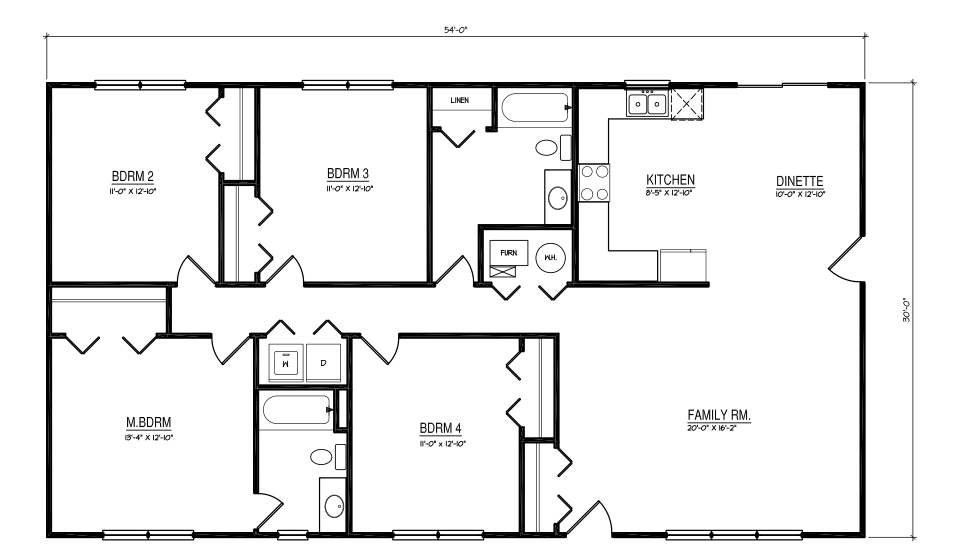 54'-0"
LINEN
BDRM 2
11'-0" X 12'-10"
BDRM 3
11'-0" X 12'-10"
KITCHEN
8'-5" X 12'-10"
DINETTE
10'-0" X 12'-10"
FURN
W.H.
30'-0"
W
D
M.BDRM
13'-4" X 12'-10"
BDRM 4
11'-0" x 12'-10"
FAMILY RM.
20'-0" X 16'-2"